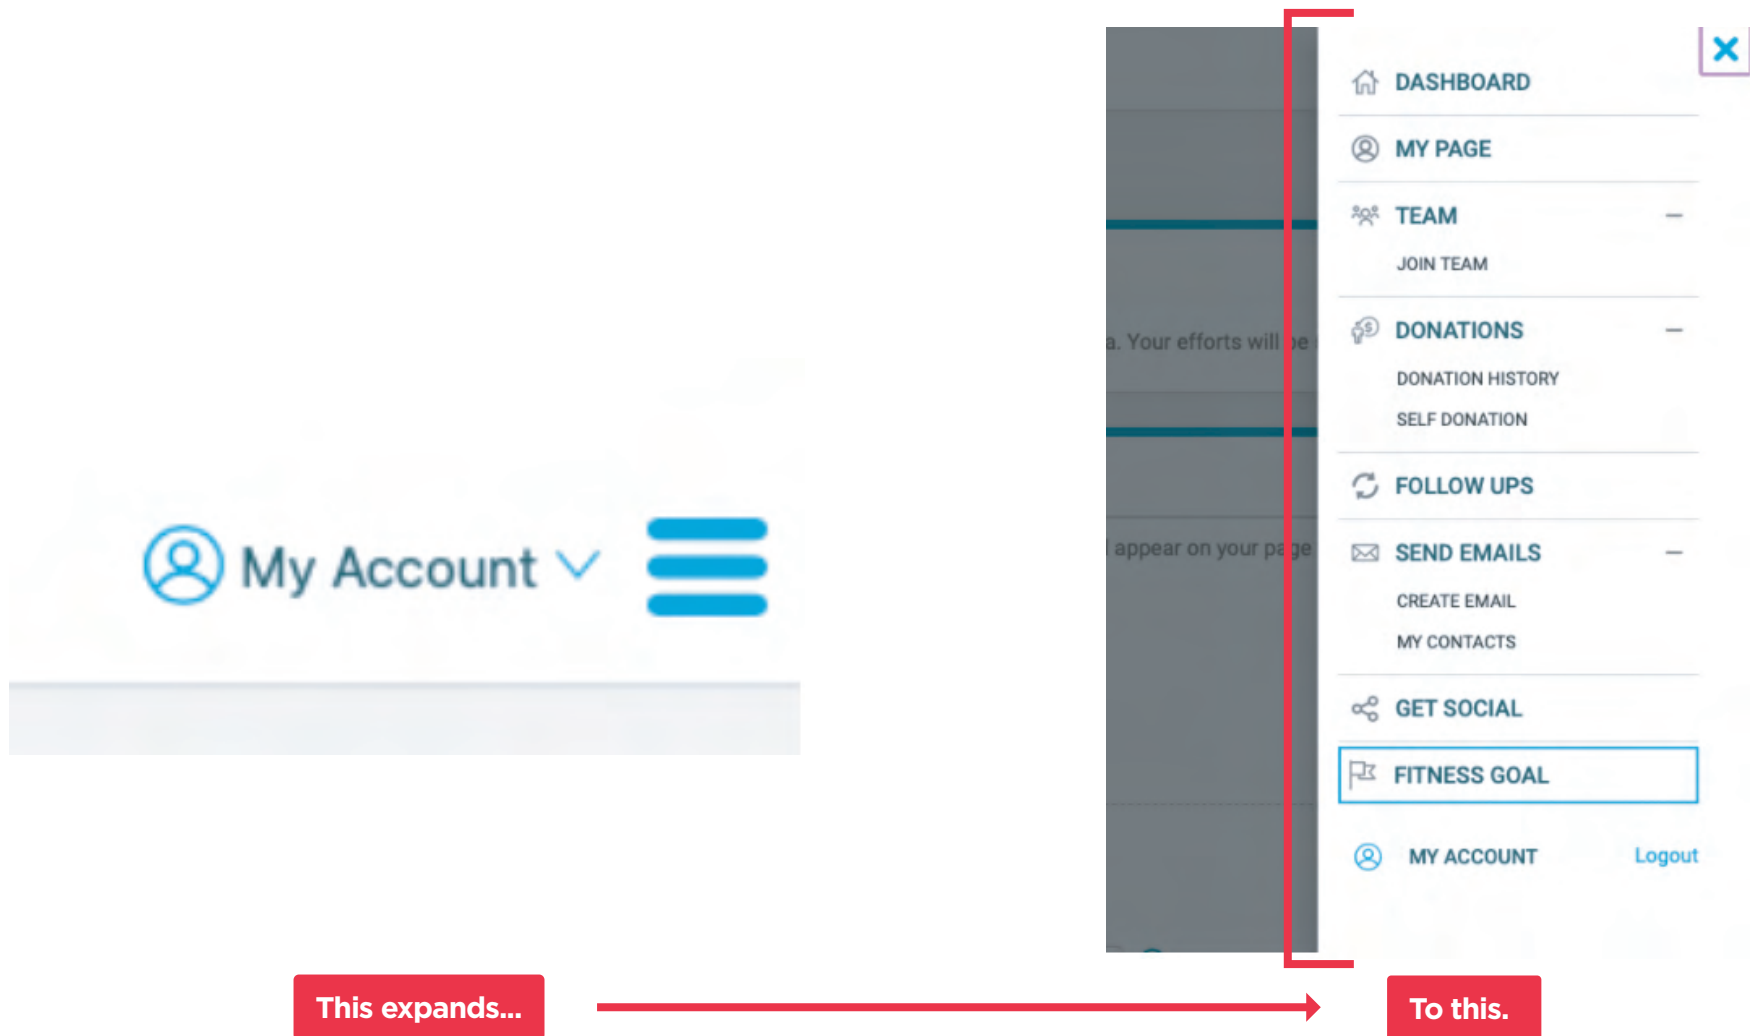 My Account
DASHBOARD
MY PAGE
TEAM
JOIN TEAM
a. Your efforts will be
DONATIONS
DONATION HISTORY
SELF DONATION
FOLLOW UPS
appear on your page
SEND EMAILS
CREATE EMAIL
MY CONTACTS
GET SOCIAL
FITNESS GOAL
MY ACCOUNT Logout
This expands...
To this.